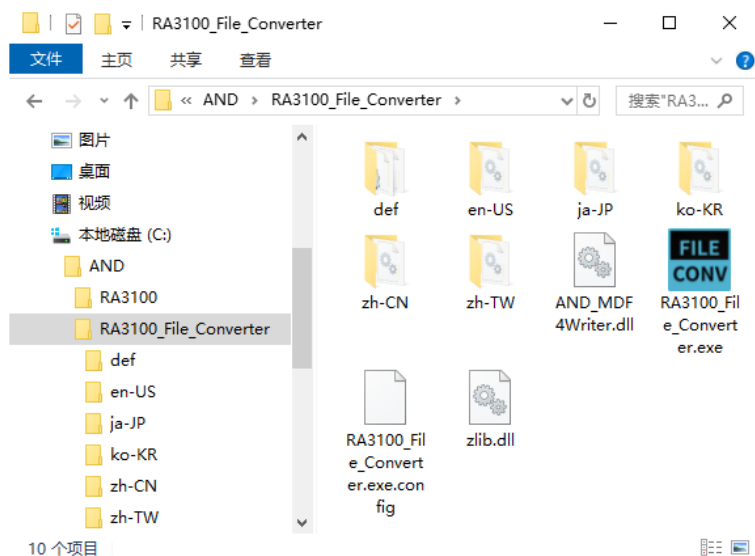 RA3100_File_Converter
文件 主页 共享 查看
« AND › RA3100_File_Converter › 搜索"RA3...
图片
桌面
视频
本地磁盘 (C:)
AND
RA3100
RA3100_File_Converter
def
en-US
ja-JP
ko-KR
zh-CN
zh-TW
def en-US ja-JP ko-KR
FILE
CONV
zh-CN zh-TW AND_MDF RA3100_Fil
4Writer.dll e_Convert
er.exe
RA3100_Fil zlib.dll
e_Convert
er.exe.con
fig
10 个项目